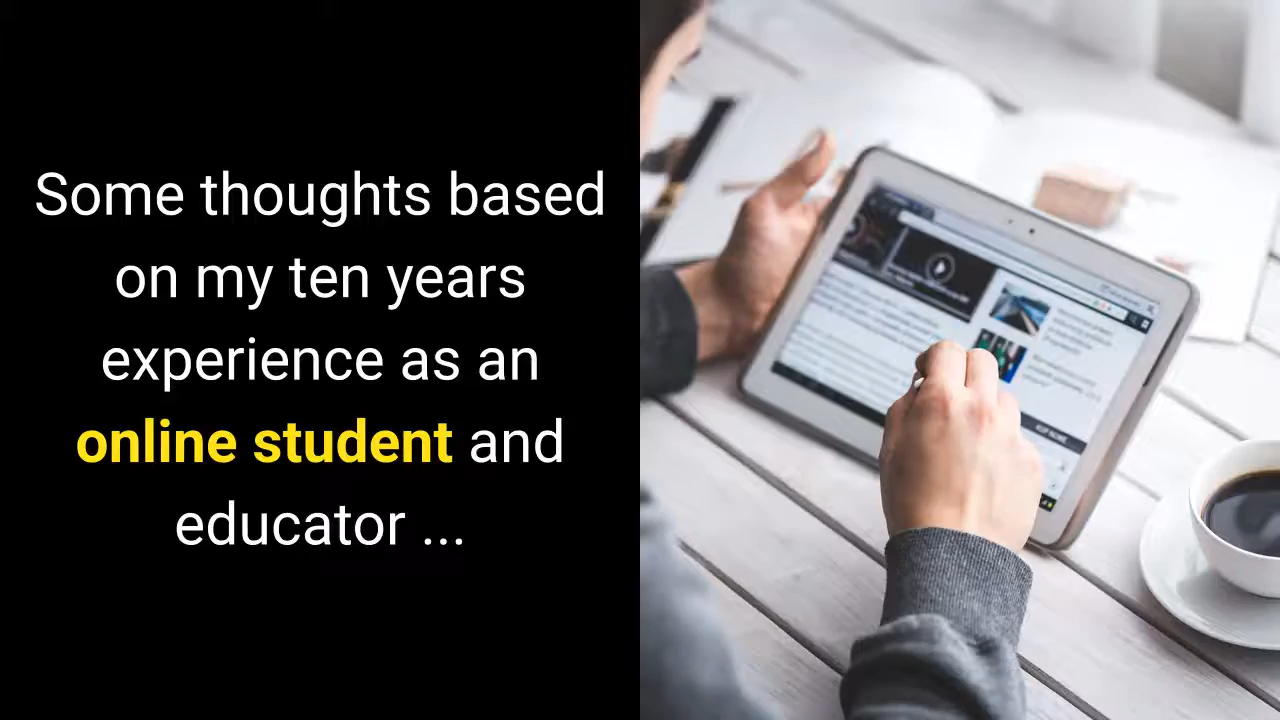 Some thoughts based
on my ten years
experience as an
online student and
educator ...